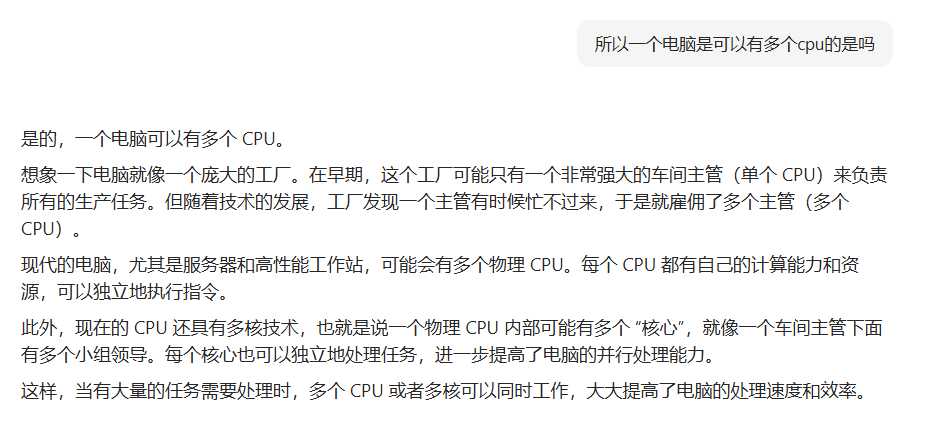 所以一个电脑是可以有多个cpu的是吗
是的，一个电脑可以有多个 CPU。
想象一下电脑就像一个庞大的工厂。在早期，这个工厂可能只有一个非常强大的车间主管（单个 CPU）来负责
所有的生产任务。但随着技术的发展，工厂发现一个主管有时候忙不过来，于是就雇佣了多个主管（多个
CPU）。
现代的电脑，尤其是服务器和高性能工作站，可能会有多个物理 CPU。每个 CPU 都有自己的计算能力和资
源，可以独立地执行指令。
此外，现在的 CPU 还具有多核技术，也就是说一个物理 CPU 内部可能有多个 “核心”，就像一个车间主管下面
有多个小组领导。每个核心也可以独立地处理任务，进一步提高了电脑的并行处理能力。
这样，当有大量的任务需要处理时，多个 CPU 或者多核可以同时工作，大大提高了电脑的处理速度和效率。